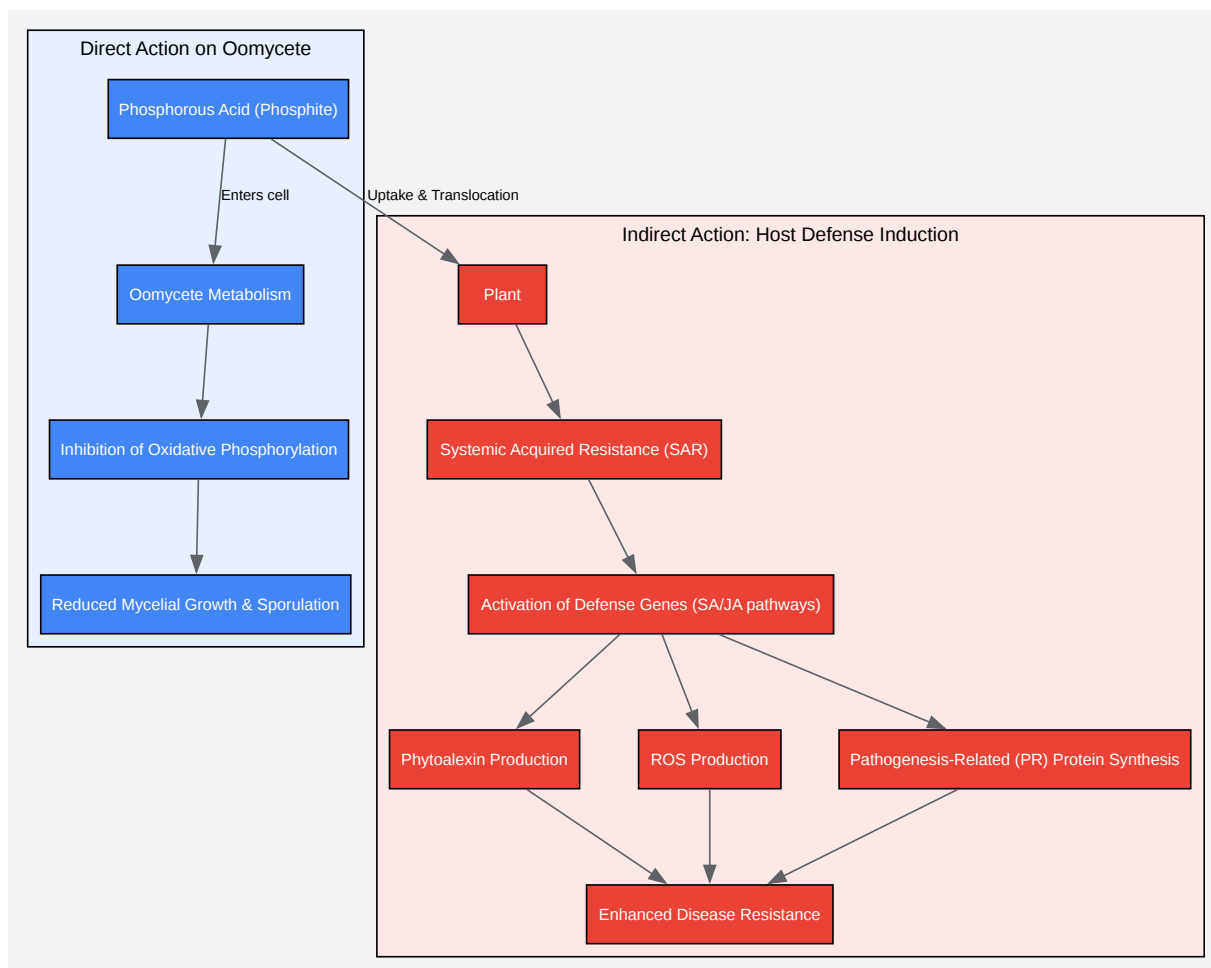 Direct Action on Oomycete
Phosphorous Acid (Phosphite)
Enters cell
Uptake & Translocation
Oomycete Metabolism
Inhibition of Oxidative Phosphorylation
Reduced Mycelial Growth & Sporulation
Indirect Action: Host Defense Induction
Plant
Systemic Acquired Resistance (SAR)
Activation of Defense Genes (SA/JA pathways)
Phytoalexin Production
ROS Production
Pathogenesis-Related (PR) Protein Synthesis
Enhanced Disease Resistance